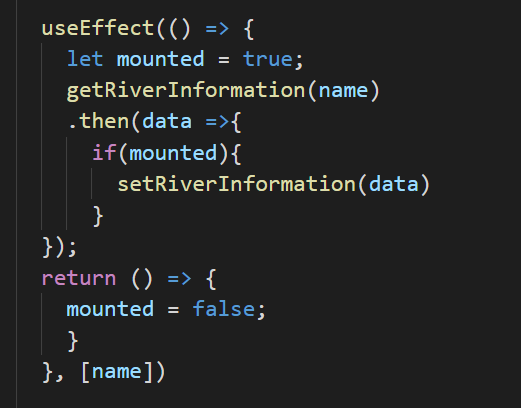 useEffect(() => {
  let mounted = true;
  getRiverInformation(name)
  .then(data =>{
    if(mounted){
      setRiverInformation(data)
    }
});
return () => {
  mounted = false;
  }
}, [name])